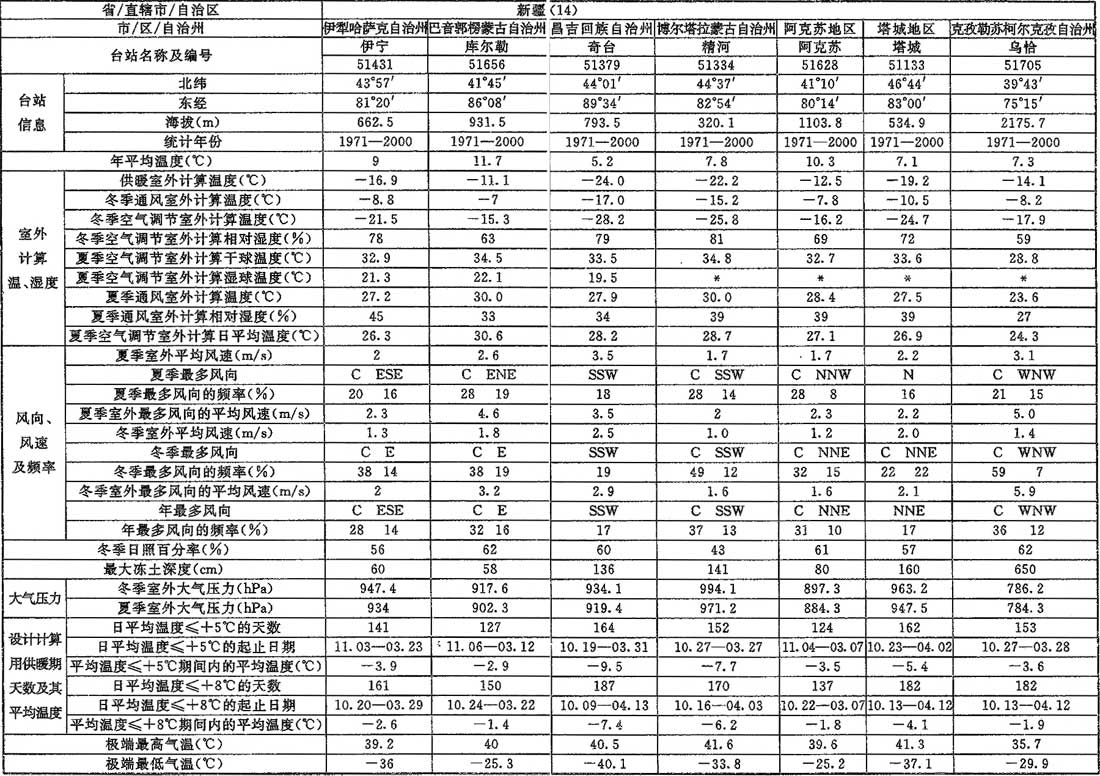 省/直辖市/自治区 新疆(14)
市/区/自治州 伊犁哈萨克自治州 巴音郭楞蒙古自治州 昌吉回族自治州 博尔塔拉蒙古自治州 阿克苏地区 塔城地区 克孜勒苏柯尔克孜自治州
台站名称及编号 伊宁 库尔勒 奇台 精河 阿克苏 塔城 乌恰
51431 51656 51379 51334 51628 51133 51705
台站信息 北纬 43°57′ 41°45′ 44°01′ 44°37′ 41°10′ 46°44′ 39°43′
东经 81°20′ 86°08′ 89°34′ 82°54′ 80°14′ 83°00′ 75°15′
海拔(m) 662.5 931.5 793.5 320.1 1103.8 534.9 2175.7
统计年份 1971—2000 1971—2000 1971—2000 1971—2000 1971—2000 1971—2000 1971—2000
年平均温度(℃) 9 11.7 5.2 7.8 10.3 7.1 7.3
室外计算温、湿度 供暖室外计算温度(℃) -16.9 -11.1 -24.0 -22.2 -12.5 -19.2 -14.1
冬季通风室外计算温度(℃) -8.8 -7 -17.0 -15.2 -7.8 -10.5 -8.2
冬季空气调节室外计算温度(℃) -21.5 -15.3 -28.2 -25.8 -16.2 -24.7 -17.9
冬季空气调节室外计算相对湿度(%) 78 63 79 81 69 72 59
夏季空气调节室外计算干球温度(℃) 32.9 34.5 33.5 34.8 32.7 33.6 28.8
夏季空气调节室外计算湿球温度(℃) 21.3 22.1 19.5 * * * *
夏季通风室外计算温度(℃) 27.2 30.0 27.9 30.0 28.4 27.5 23.6
夏季通风室外计算相对湿度(%) 45 33 34 39 39 39 27
夏季空气调节室外计算日平均温度(℃) 26.3 30.6 28.2 28.7 27.1 26.9 24.3
风向、风速及频率 夏季室外平均风速(m/s) 2 2.6 3.5 1.7 1.7 2.2 3.1
夏季最多风向 C ESE C ENE SSW C SSW C NNW N C WNW
夏季最多风向的频率(%) 20 16 28 19 18 28 14 28 8 16 21 15
夏季室外最多风向的平均风速(m/s) 2.3 4.6 3.5 2 2.3 2.2 5.0
冬季室外平均风速(m/s) 1.3 1.8 2.5 1.0 1.2 2.0 1.4
冬季最多风向 C E C E SSW C SSW C NNE C NNE C WNW
冬季最多风向的频率(%) 38 14 38 19 19 49 12 32 15 22 22 59 7
冬季室外最多风向的平均风速(m/s) 2 3.2 2.9 1.6 1.6 2.1 5.9
年最多风向 C ESE C E SSW C SSW C NNE NNE C WNW
年最多风向的频率(%) 28 14 32 16 17 37 13 31 10 17 36 12
冬季日照百分率(%) 56 62 60 43 61 57 62
最大冻土深度(cm) 60 58 136 141 80 160 650
大气压力 冬季室外大气压力(hPa) 947.4 917.6 934.1 994.1 897.3 963.2 786.2
夏季室外大气压力(hPa) 934 902.3 919.4 971.2 884.3 947.5 784.3
设计计算用供暖期天数及其平均温度 日平均温度≤+5℃的天数 141 127 164 152 124 162 153
日平均温度≤+5℃的起止日期 11.03—03.23 11.06—03.12 10.19—03.31 10.27—03.27 11.04—03.07 10.23—04.02 10.27—03.28
平均温度≤+5℃期间内的平均温度(℃) -3.9 -2.9 -9.5 -7.7 -3.5 -5.4 -3.6
日平均温度≤+8℃的天数 161 150 187 170 137 182 182
日平均温度≤+8℃的起止日期 10.20—03.29 10.24—03.22 10.09—04.13 10.16—04.03 10.22—03.07 10.13—04.12 10.13—04.12
平均温度≤+8℃期间内的平均温度(℃) -2.6 -1.4 -7.4 -6.2 -1.8 -4.1 -1.9
极端最高气温(℃) 39.2 40 40.5 41.6 39.6 41.3 35.7
极端最低气温(℃) -36 -25.3 -40.1 -33.8 -25.2 -37.1 -29.9